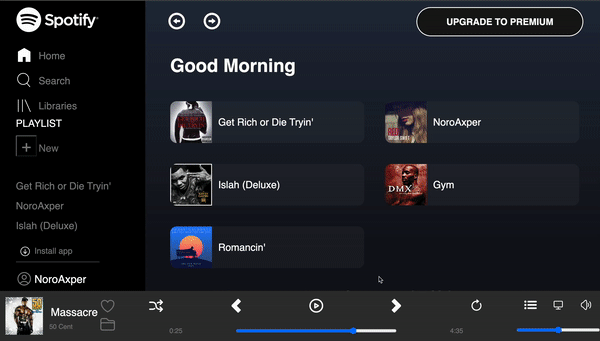 Spotify
UPGRADE TO PREMIUM
Home
Search
Libraries
PLAYLIST
New
Get Rich or Die Tryin'
NoroAxper
Islah (Deluxe)
Install app
NoroAxper
Good Morning
Get Rich or Die Tryin'
NoroAxper
Islah (Deluxe)
DMX
Gym
Romancin'
Massacre
50 Cent
0:25
4:35